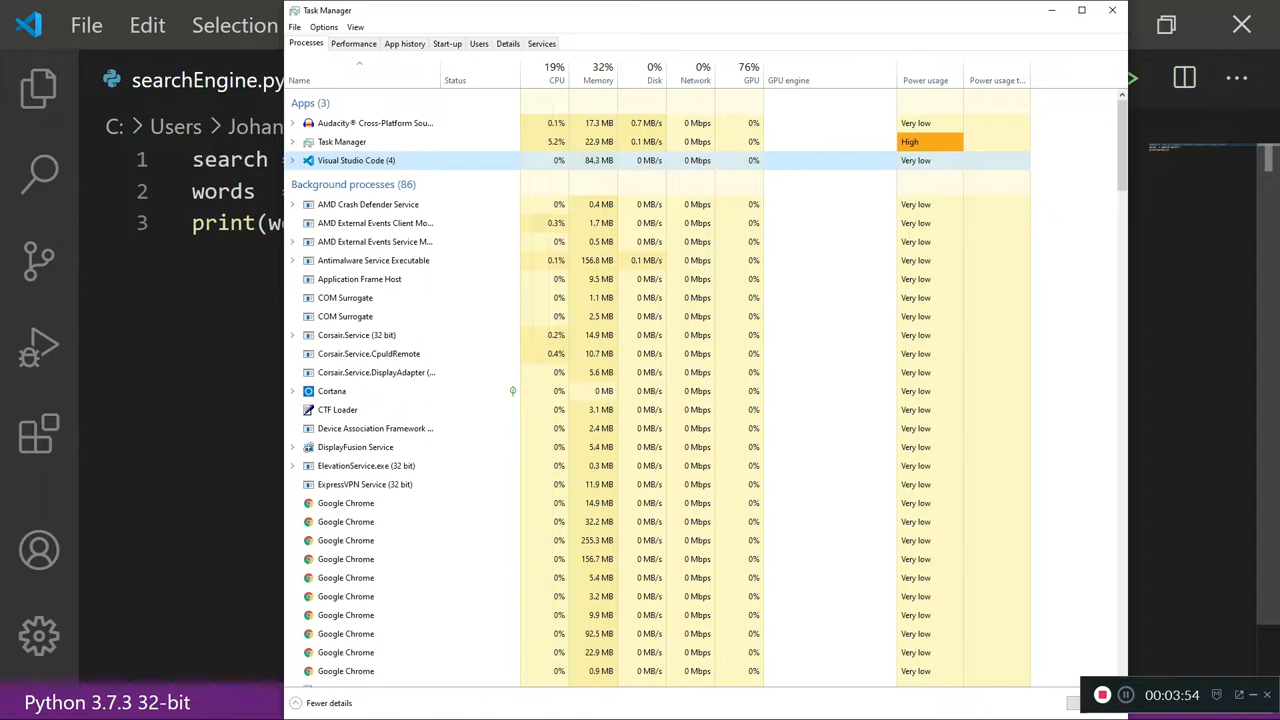 File Edit Selection
searchEngine.py
C: > Users > Johan
1 search
2 words
3 print(w
Python 3.7.3 32-bit
Task Manager
File Options View
Processes Performance App history Start-up Users Details Services
19% 32% 0% 0% 76%
Name Status CPU Memory Disk Network GPU GPU engine Power usage Power usage t...
Apps (3)
Audacity® Cross-Platform Sou... 0.1% 17.3 MB 0.7 MB/s 0 Mbps 0% Very low
Task Manager 5.2% 22.9 MB 0.1 MB/s 0 Mbps 0% High
Visual Studio Code (4) 0% 84.3 MB 0 MB/s 0 Mbps 0% Very low
Background processes (86)
AMD Crash Defender Service 0% 0.4 MB 0 MB/s 0 Mbps 0% Very low
AMD External Events Client Mo... 0.3% 1.7 MB 0 MB/s 0 Mbps 0% Very low
AMD External Events Service M... 0% 0.5 MB 0 MB/s 0 Mbps 0% Very low
Antimalware Service Executable 0.1% 156.8 MB 0.1 MB/s 0 Mbps 0% Very low
Application Frame Host 0% 9.5 MB 0 MB/s 0 Mbps 0% Very low
COM Surrogate 0% 1.1 MB 0 MB/s 0 Mbps 0% Very low
COM Surrogate 0% 2.5 MB 0 MB/s 0 Mbps 0% Very low
Corsair.Service (32 bit) 0.2% 14.9 MB 0 MB/s 0 Mbps 0% Very low
Corsair.Service.CpuIdRemote 0.4% 10.7 MB 0 MB/s 0 Mbps 0% Very low
Corsair.Service.DisplayAdapter (... 0% 5.6 MB 0 MB/s 0 Mbps 0% Very low
Cortana 0% 0 MB 0 MB/s 0 Mbps 0% Very low
CTF Loader 0% 3.1 MB 0 MB/s 0 Mbps 0% Very low
Device Association Framework ... 0% 2.4 MB 0 MB/s 0 Mbps 0% Very low
DisplayFusion Service 0% 5.4 MB 0 MB/s 0 Mbps 0% Very low
ElevationService.exe (32 bit) 0% 0.3 MB 0 MB/s 0 Mbps 0% Very low
ExpressVPN Service (32 bit) 0% 11.9 MB 0 MB/s 0 Mbps 0% Very low
Google Chrome 0% 14.9 MB 0 MB/s 0 Mbps 0% Very low
Google Chrome 0% 32.2 MB 0 MB/s 0 Mbps 0% Very low
Google Chrome 0% 255.3 MB 0 MB/s 0 Mbps 0% Very low
Google Chrome 0% 156.7 MB 0 MB/s 0 Mbps 0% Very low
Google Chrome 0% 5.4 MB 0 MB/s 0 Mbps 0% Very low
Google Chrome 0% 3.2 MB 0 MB/s 0 Mbps 0% Very low
Google Chrome 0% 9.9 MB 0 MB/s 0 Mbps 0% Very low
Google Chrome 0% 92.5 MB 0 MB/s 0 Mbps 0% Very low
Google Chrome 0% 22.9 MB 0 MB/s 0 Mbps 0% Very low
Google Chrome 0% 0.9 MB 0 MB/s 0 Mbps 0% Very low
Fewer details
00:03:54